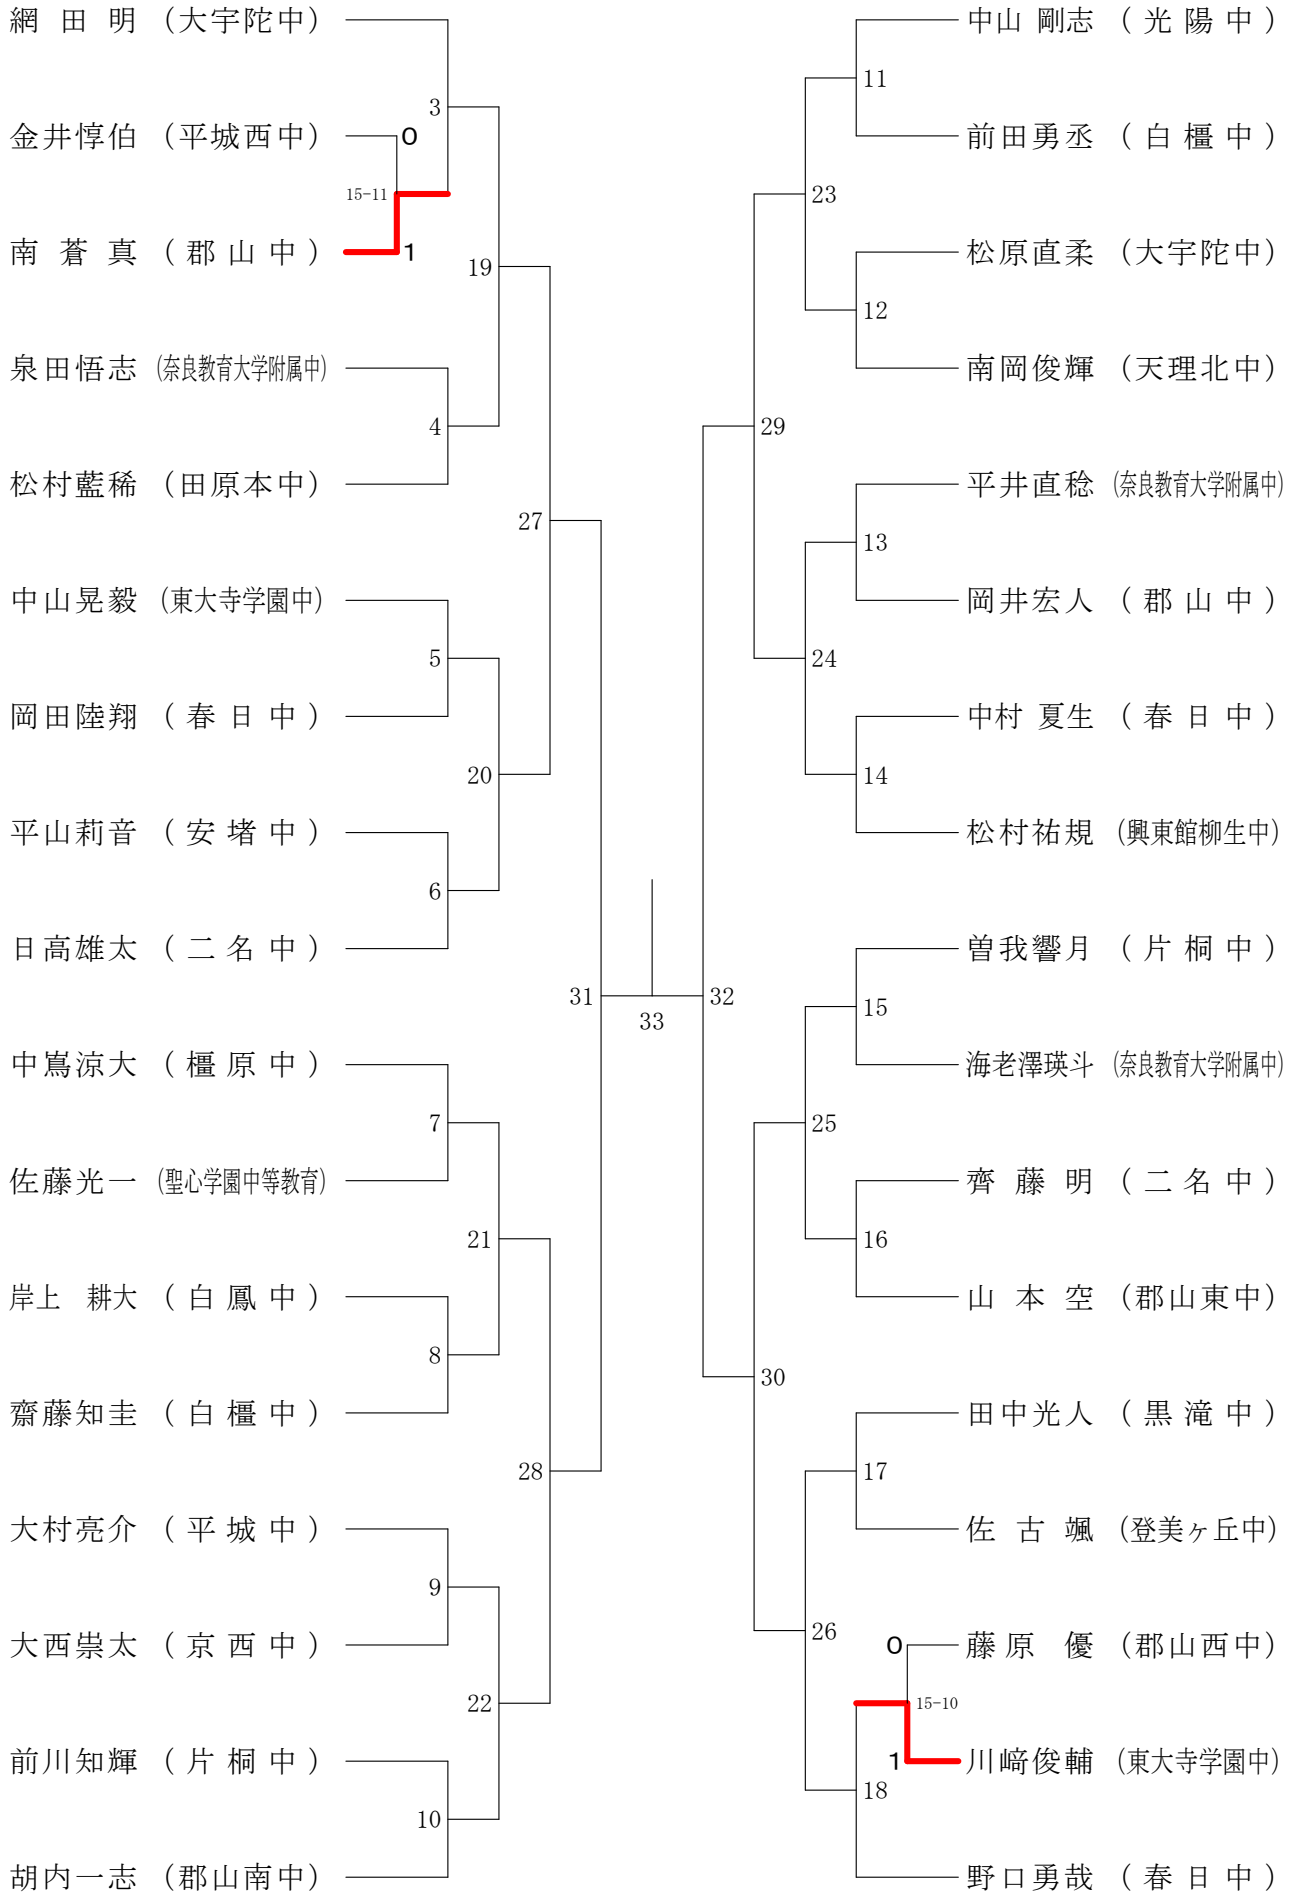 網田明 (大宇陀中)
3
金井惇伯 (平城西中)
0
15-11
南蒼真 (郡山中)
1
19
泉田悟志 (奈良教育大学附属中)
4
松村藍稀 (田原本中)
27
中山晃毅 (東大寺学園中)
5
岡田陸翔 (春日中)
20
平山莉音 (安堵中)
6
日高雄太 (二名中)
31
中嶌涼大 (橿原中)
7
佐藤光一 (聖心学園中等教育)
21
岸上 耕大 (白鳳中)
8
齋藤知圭 (白橿中)
28
大村亮介 (平城中)
9
大西崇太 (京西中)
22
前川知輝 (片桐中)
10
胡内一志 (郡山南中)
33
中山 剛志 (光陽中)
11
前田勇丞 (白橿中)
23
松原直柔 (大宇陀中)
12
南岡俊輝 (天理北中)
29
平井直稔 (奈良教育大学附属中)
13
岡井宏人 (郡山中)
24
中村 夏生 (春日中)
14
松村祐規 (興東館柳生中)
32
曽我響月 (片桐中)
15
海老澤瑛斗 (奈良教育大学附属中)
25
齊藤明 (二名中)
16
山本空 (郡山東中)
30
田中光人 (黒滝中)
17
佐古颯 (登美ヶ丘中)
26
0
藤原 優 (郡山西中)
15-10
1
川﨑俊輔 (東大寺学園中)
18
野口勇哉 (春日中)